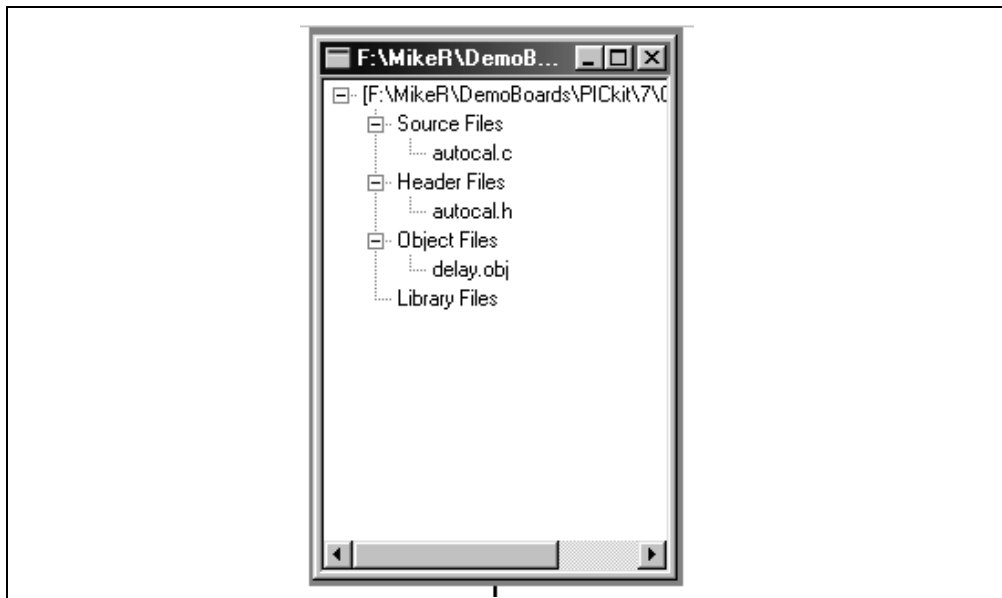 F:\MikeR\DemoB...
[F:\MikeR\DemoBoards\PICkit\7\
Source Files
autocal.c
Header Files
autocal.h
Object Files
delay.obj
Library Files